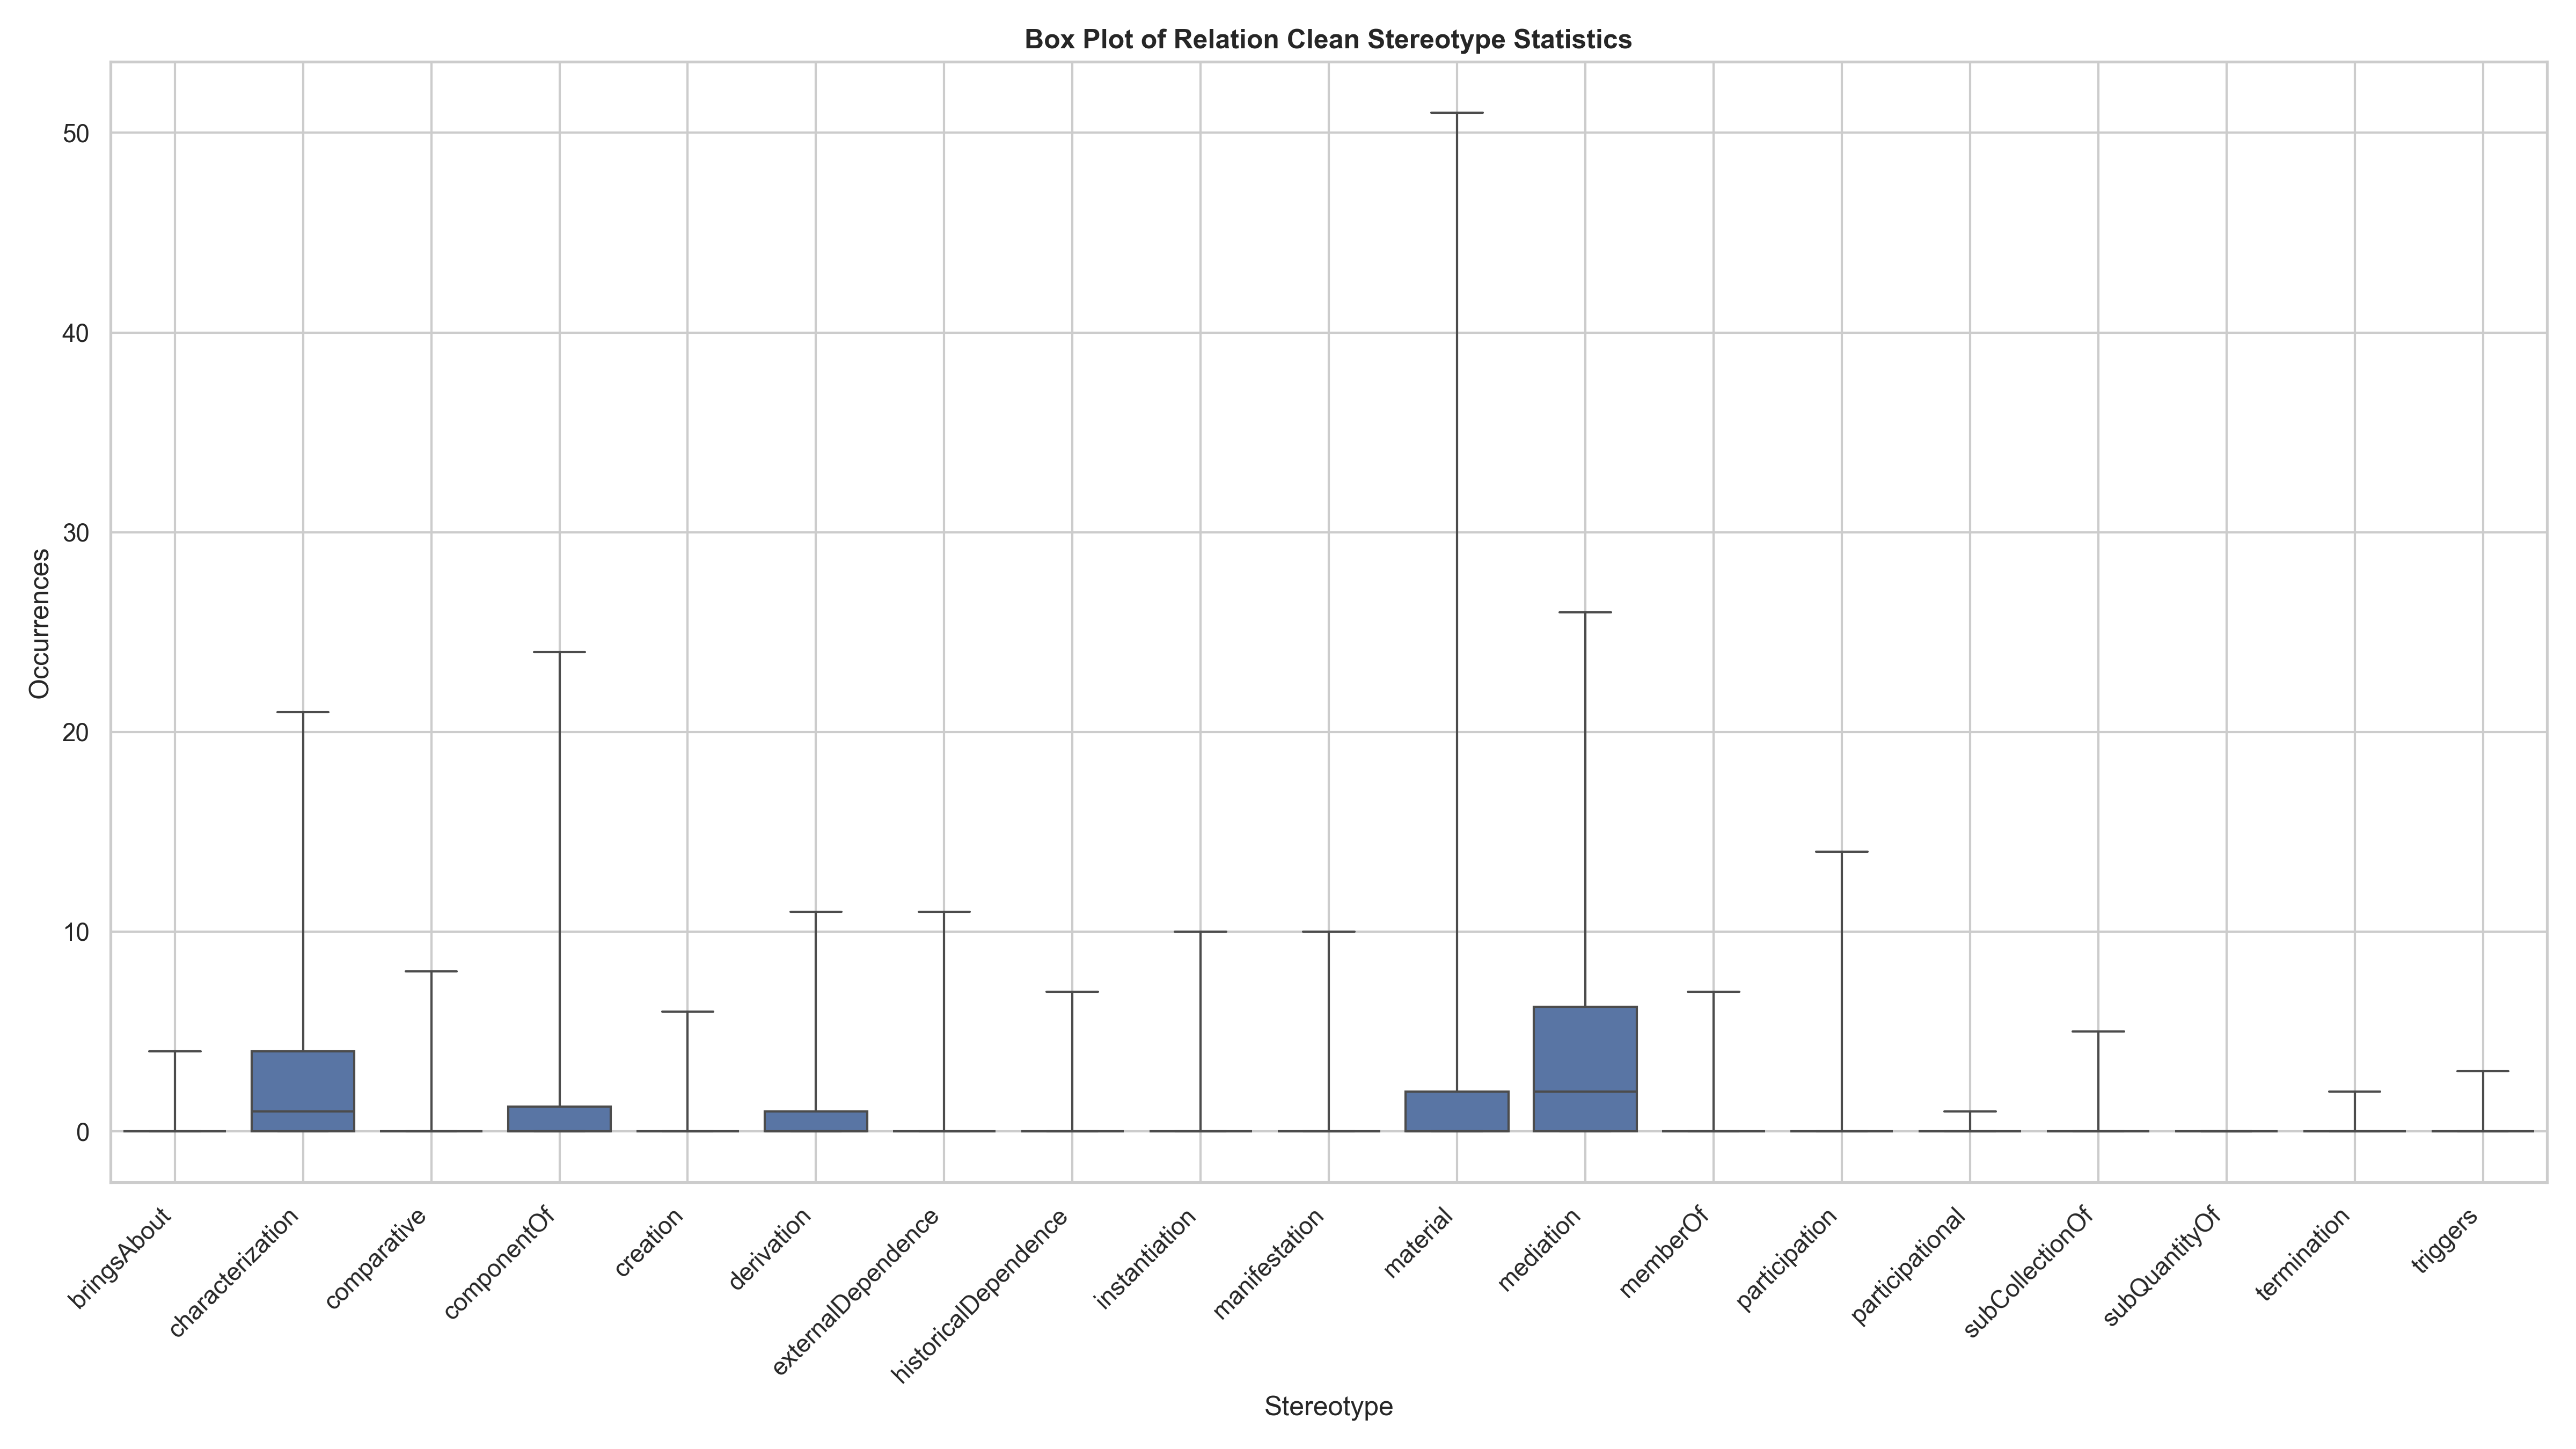 Box Plot of Relation Clean Stereotype Statistics
50
40
30
20
10
0
Occurrences
bringsAbout
characterization
comparative
componentOf
creation
derivation
externalDependence
historicalDependence
instantiation
manifestation
material
mediation
memberOf
participation
participational
subCollectionOf
subQuantityOf
termination
triggers
Stereotype